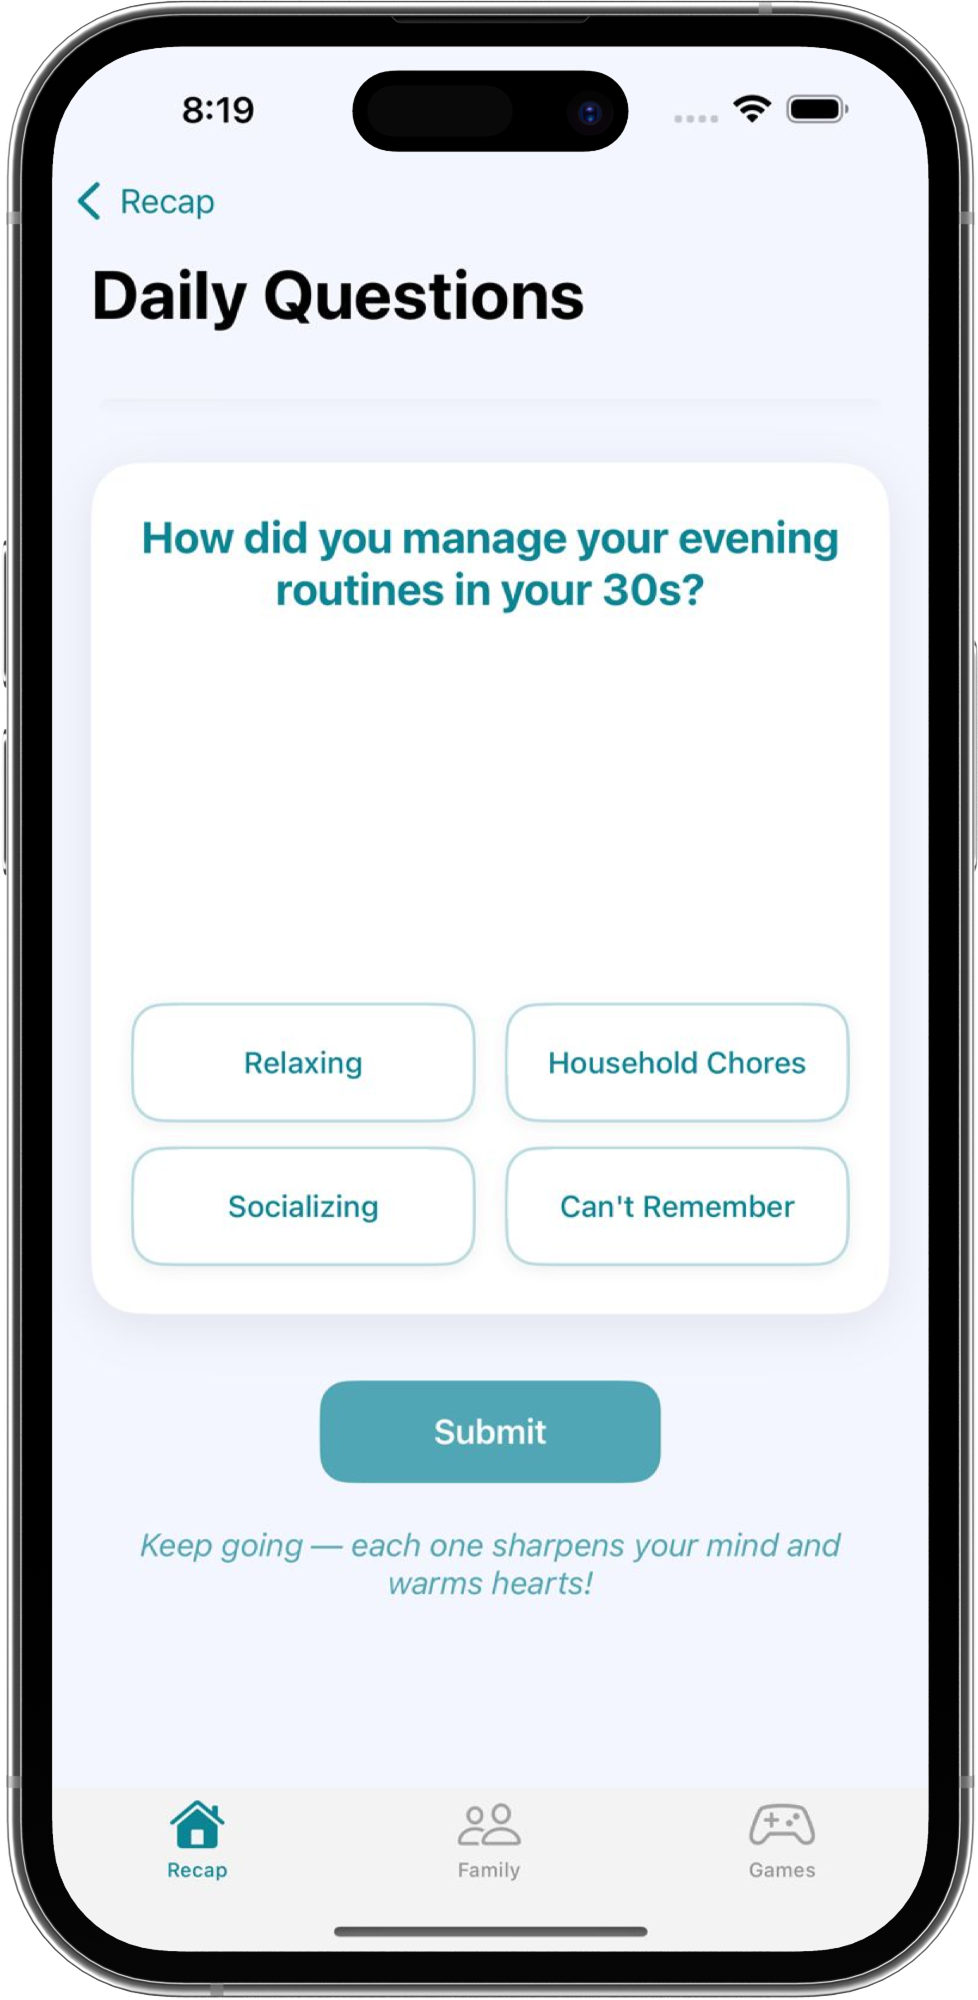 8:19
Recap
Daily Questions
How did you manage your evening
routines in your 30s?
Relaxing
Household Chores
Socializing
Can't Remember
Submit
Keep going — each one sharpens your mind and
warms hearts!
Recap
Family
Games